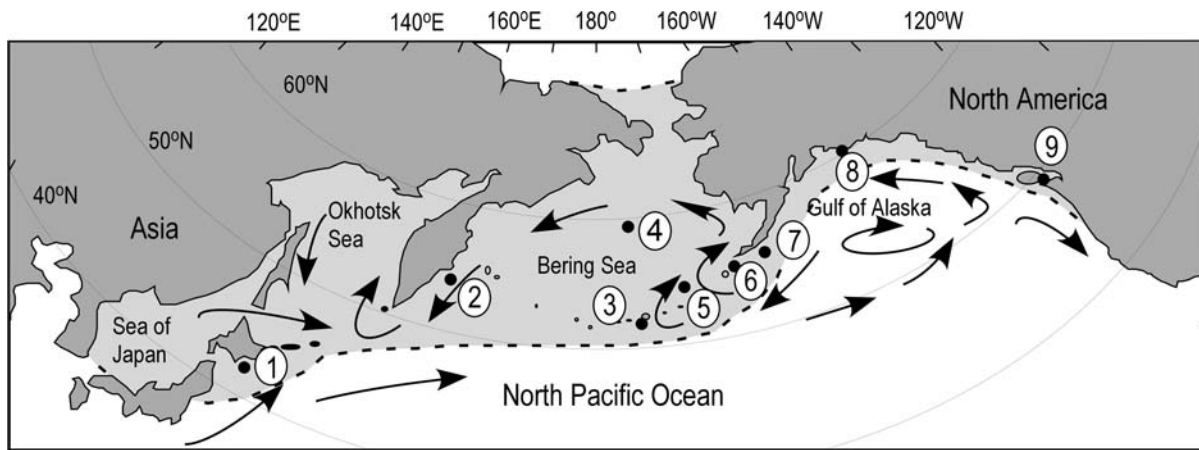 120ºE 140ºE 160ºE 180º 160ºW 140ºW 120ºW
60ºN
50ºN
40ºN
North America
Asia
Okhotsk
Sea
Gulf of Alaska
Bering Sea
Sea of
Japan
North Pacific Ocean
1
2
3
4
5
6
7
8
9